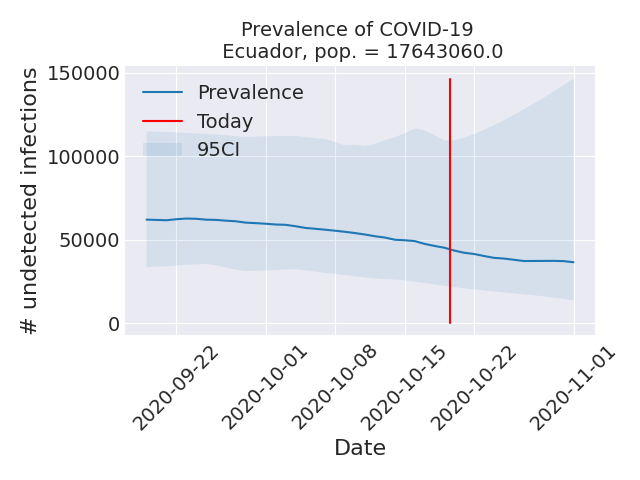 Prevalence of COVID-19
Ecuador, pop. = 17643060.0
# undetected infections
150000
100000
50000
0
Prevalence
Today
95CI
2020-09-22
2020-10-01
2020-10-08
2020-10-15
2020-10-22
2020-11-01
Date